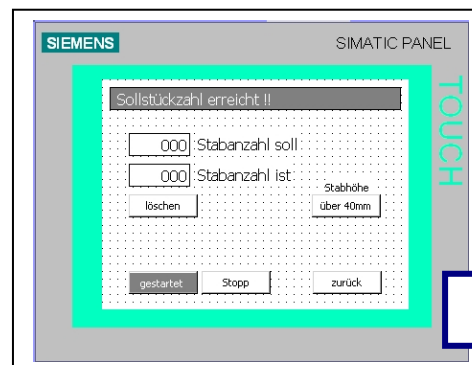 SIEMENS SIMATIC PANEL
TOUCH
Sollstückzahl erreicht !!
000 Stabanzahl soll
000 Stabanzahl ist
Stabhöhe
löschen über 40mm
gestartet Stopp zurück